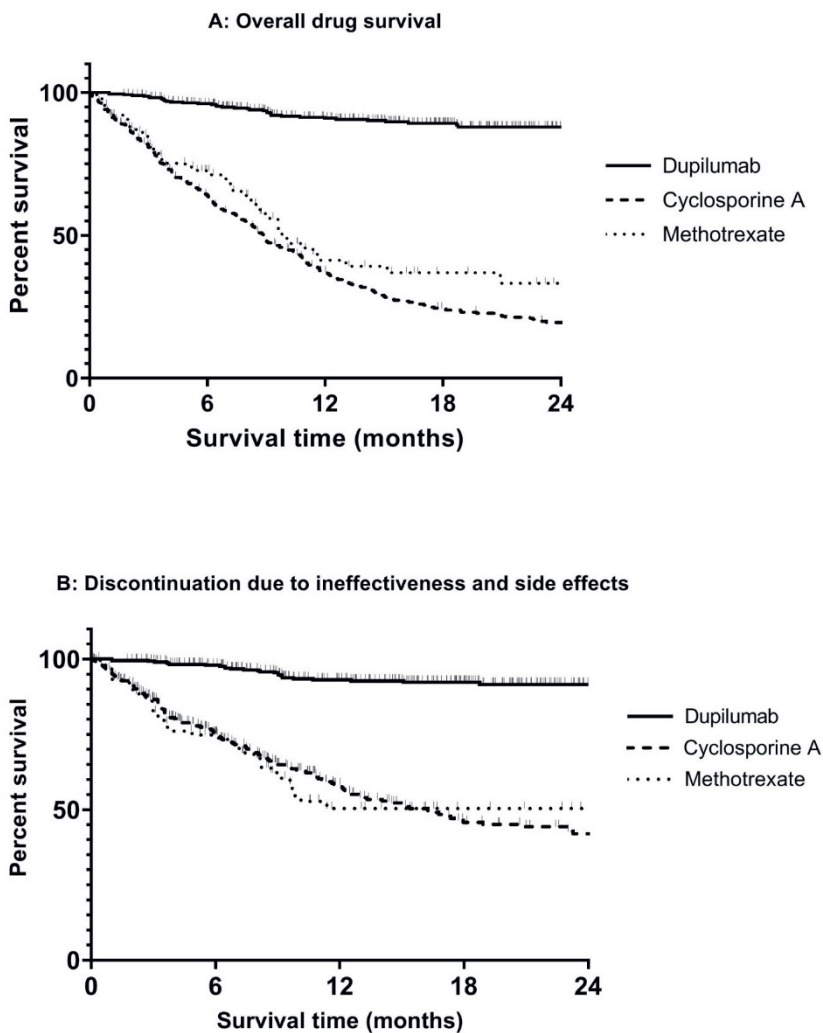 A: Overall drug survival
100
50
0
Percent survival
0 6 12 18 24
Survival time (months)
Dupilumab
Cyclosporine A
Methotrexate
B: Discontinuation due to ineffectiveness and side effects
100
50
0
Percent survival
0 6 12 18 24
Survival time (months)
Dupilumab
Cyclosporine A
Methotrexate